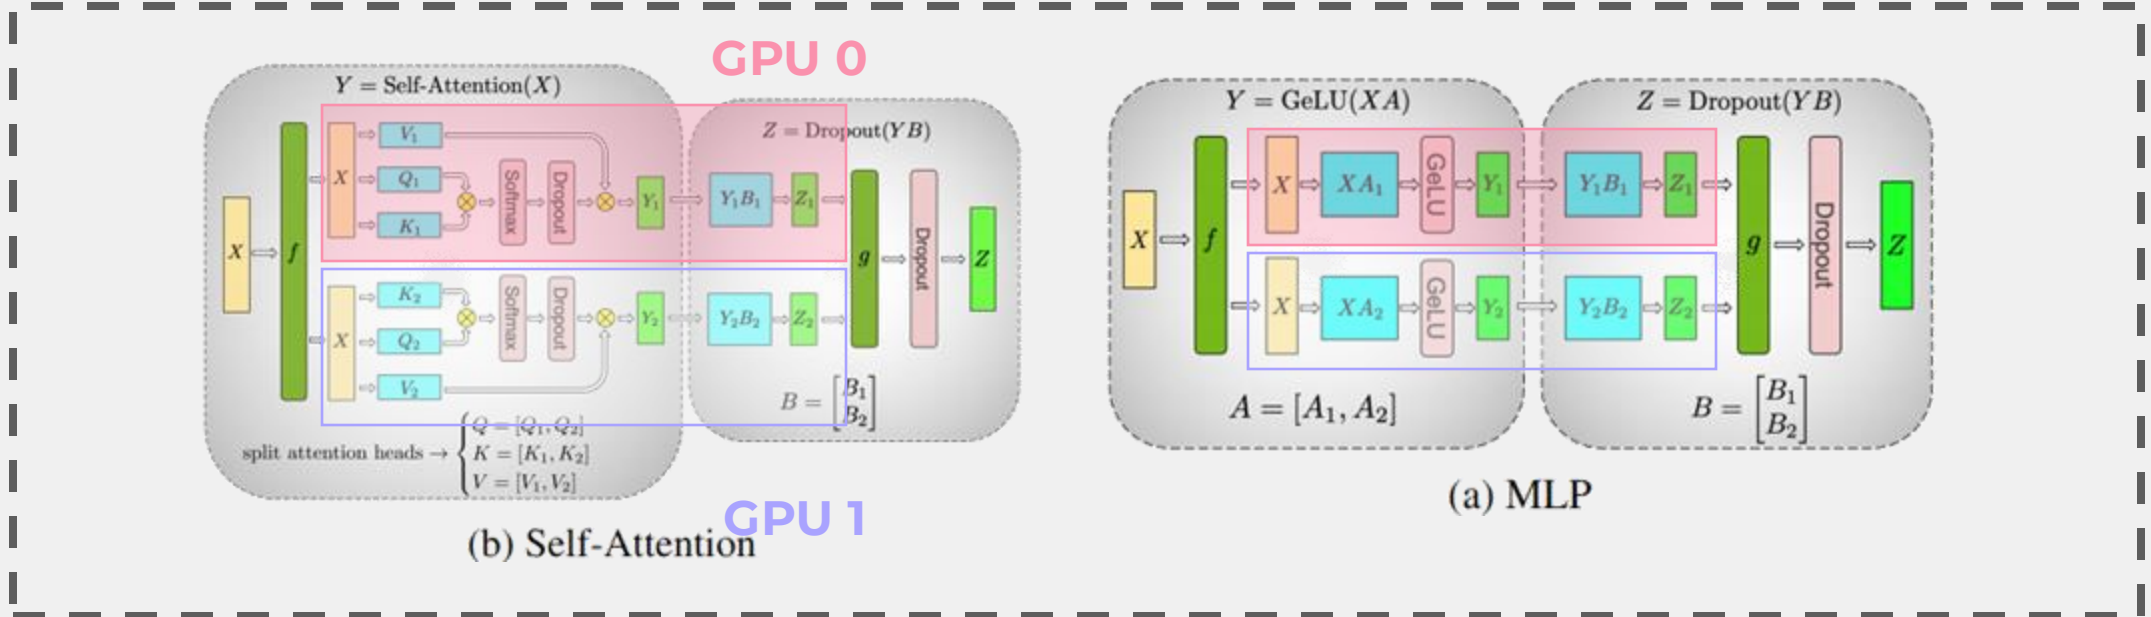 GPU 0
Y = Self-Attention(X)
Z = Dropout(YB)
X
f
X
V₁
Q₁
K₁
Softmax
Dropout
Y₁
Y₁B₁
Z₁
X
K₂
Q₂
V₂
Softmax
Dropout
Y₂
Y₂B₂
Z₂
g
Dropout
Z
B = [B₁
B₂]
split attention heads → { Q = [Q₁, Q₂]
K = [K₁, K₂]
V = [V₁, V₂]
GPU 1
(b) Self-Attention
Y = GeLU(XA)
Z = Dropout(YB)
X
f
X
XA₁
GeLU
Y₁
Y₁B₁
Z₁
X
XA₂
GeLU
Y₂
Y₂B₂
Z₂
g
Dropout
Z
A = [A₁, A₂]
B = [B₁
B₂]
(a) MLP